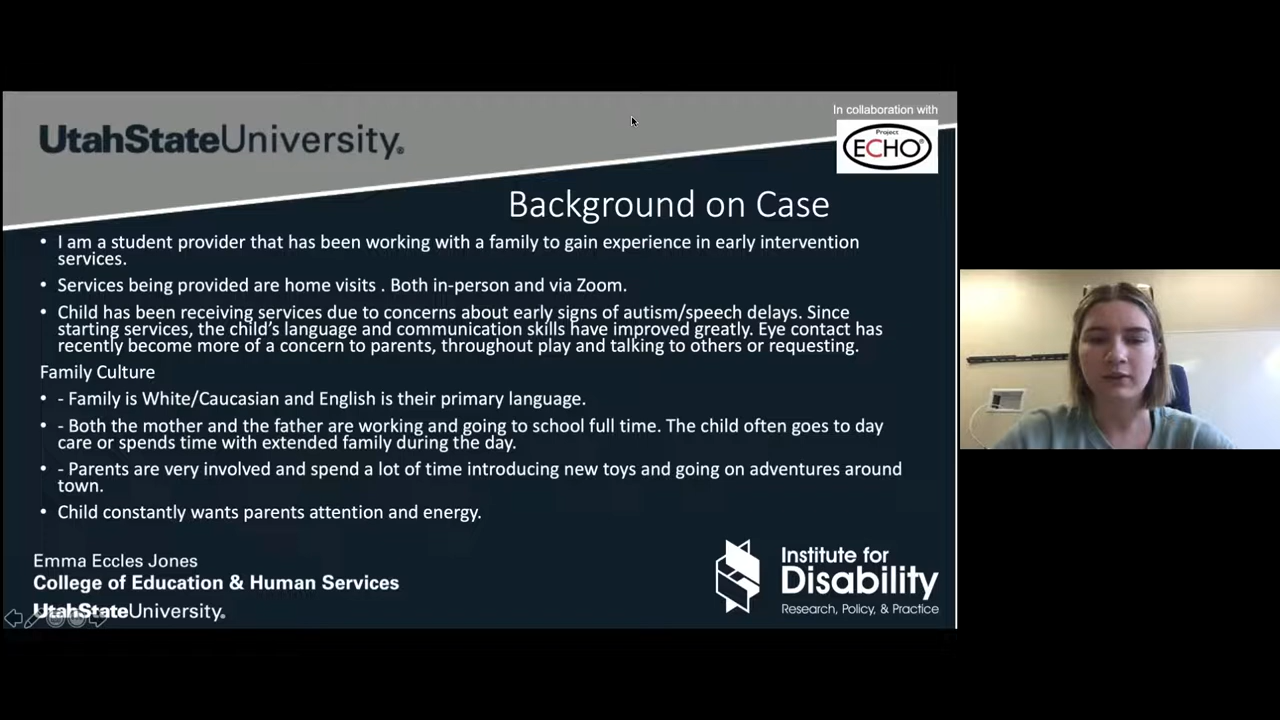 In collaboration with
UtahStateUniversity®
Project
ECHO®
Background on Case
• I am a student provider that has been working with a family to gain experience in early intervention
services.
• Services being provided are home visits . Both in-person and via Zoom.
• Child has been receiving services due to concerns about early signs of autism/speech delays. Since
starting services, the child’s language and communication skills have improved greatly. Eye contact has
recently become more of a concern to parents, throughout play and talking to others or requesting.
Family Culture
• - Family is White/Caucasian and English is their primary language.
• - Both the mother and the father are working and going to school full time. The child often goes to day
care or spends time with extended family during the day.
• - Parents are very involved and spend a lot of time introducing new toys and going on adventures around
town.
• Child constantly wants parents attention and energy.
Emma Eccles Jones
College of Education & Human Services
UtahStateUniversity®
Institute for
Disability
Research, Policy, & Practice